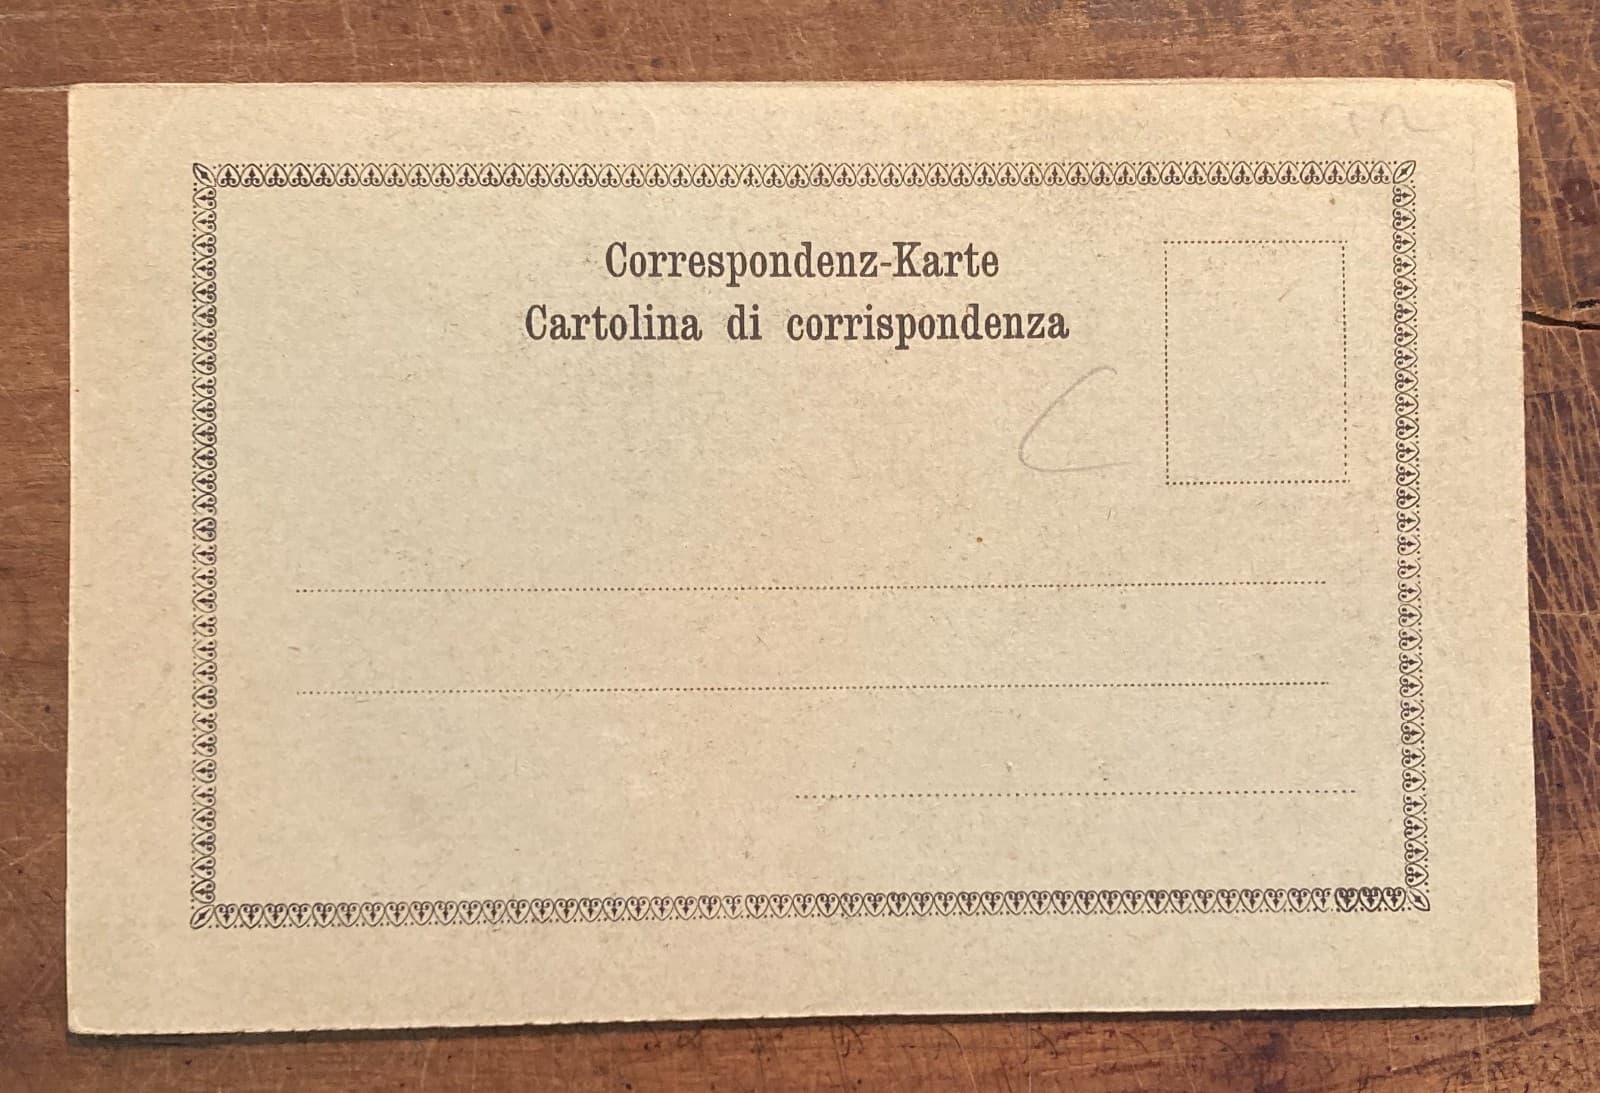 Correspondenz-Karte
Cartolina di corrispondenza